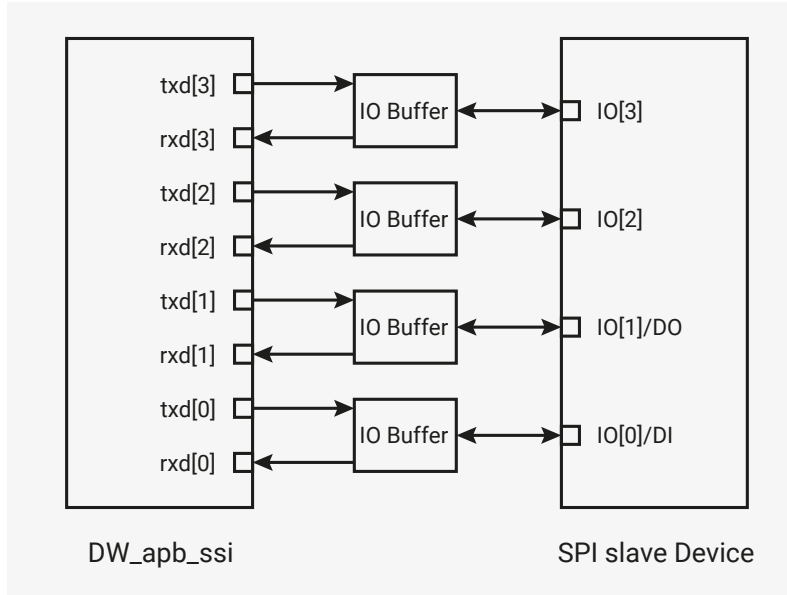 txd[3]
rxd[3]
txd[2]
rxd[2]
txd[1]
rxd[1]
txd[0]
rxd[0]
IO Buffer
IO Buffer
IO Buffer
IO Buffer
IO[3]
IO[2]
IO[1]/DO
IO[0]/DI
DW_apb_ssi
SPI slave Device